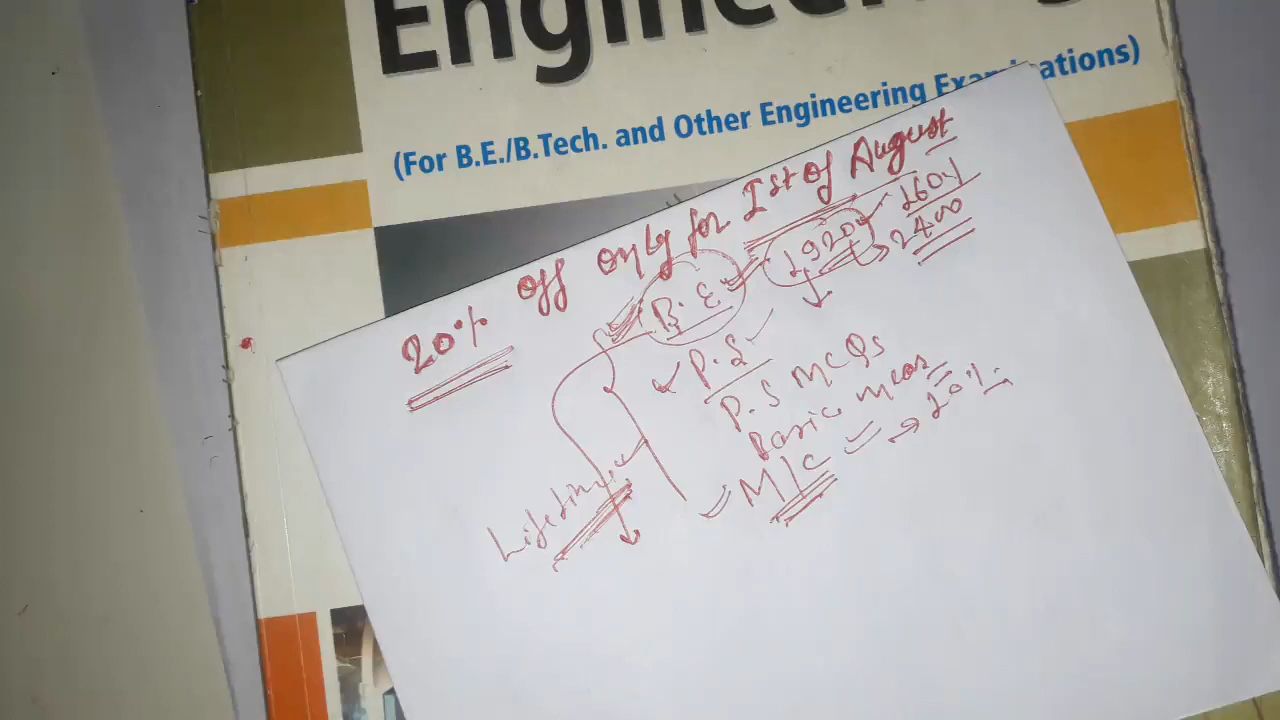 Engineering
(For B.E./B.Tech. and Other Engineering Examinations)
20% off only for 1st of August
B.E 1920 1601
2400
P.S
P.S MCQs
Basic MCQs
M/C → 20%
Lifetime